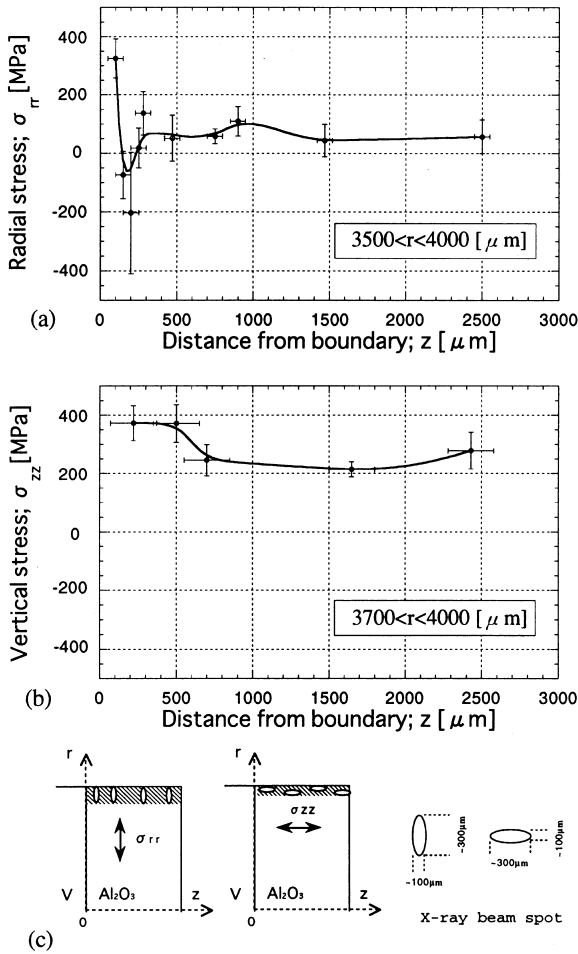 400
200
0
-200
-400
Radial stress; σrr [MPa]
3500<r<4000 [μm]
(a)
0 500 1000 1500 2000 2500 3000
Distance from boundary; z [μm]
400
200
0
-200
-400
Vertical stress; σzz [MPa]
3700<r<4000 [μm]
(b)
0 500 1000 1500 2000 2500 3000
Distance from boundary; z [μm]
r
σrr
V Al₂O₃ z
0
r
σzz
V Al₂O₃ z
0
~300μm
~100μm
~100μm
~300μm
X-ray beam spot
(c)